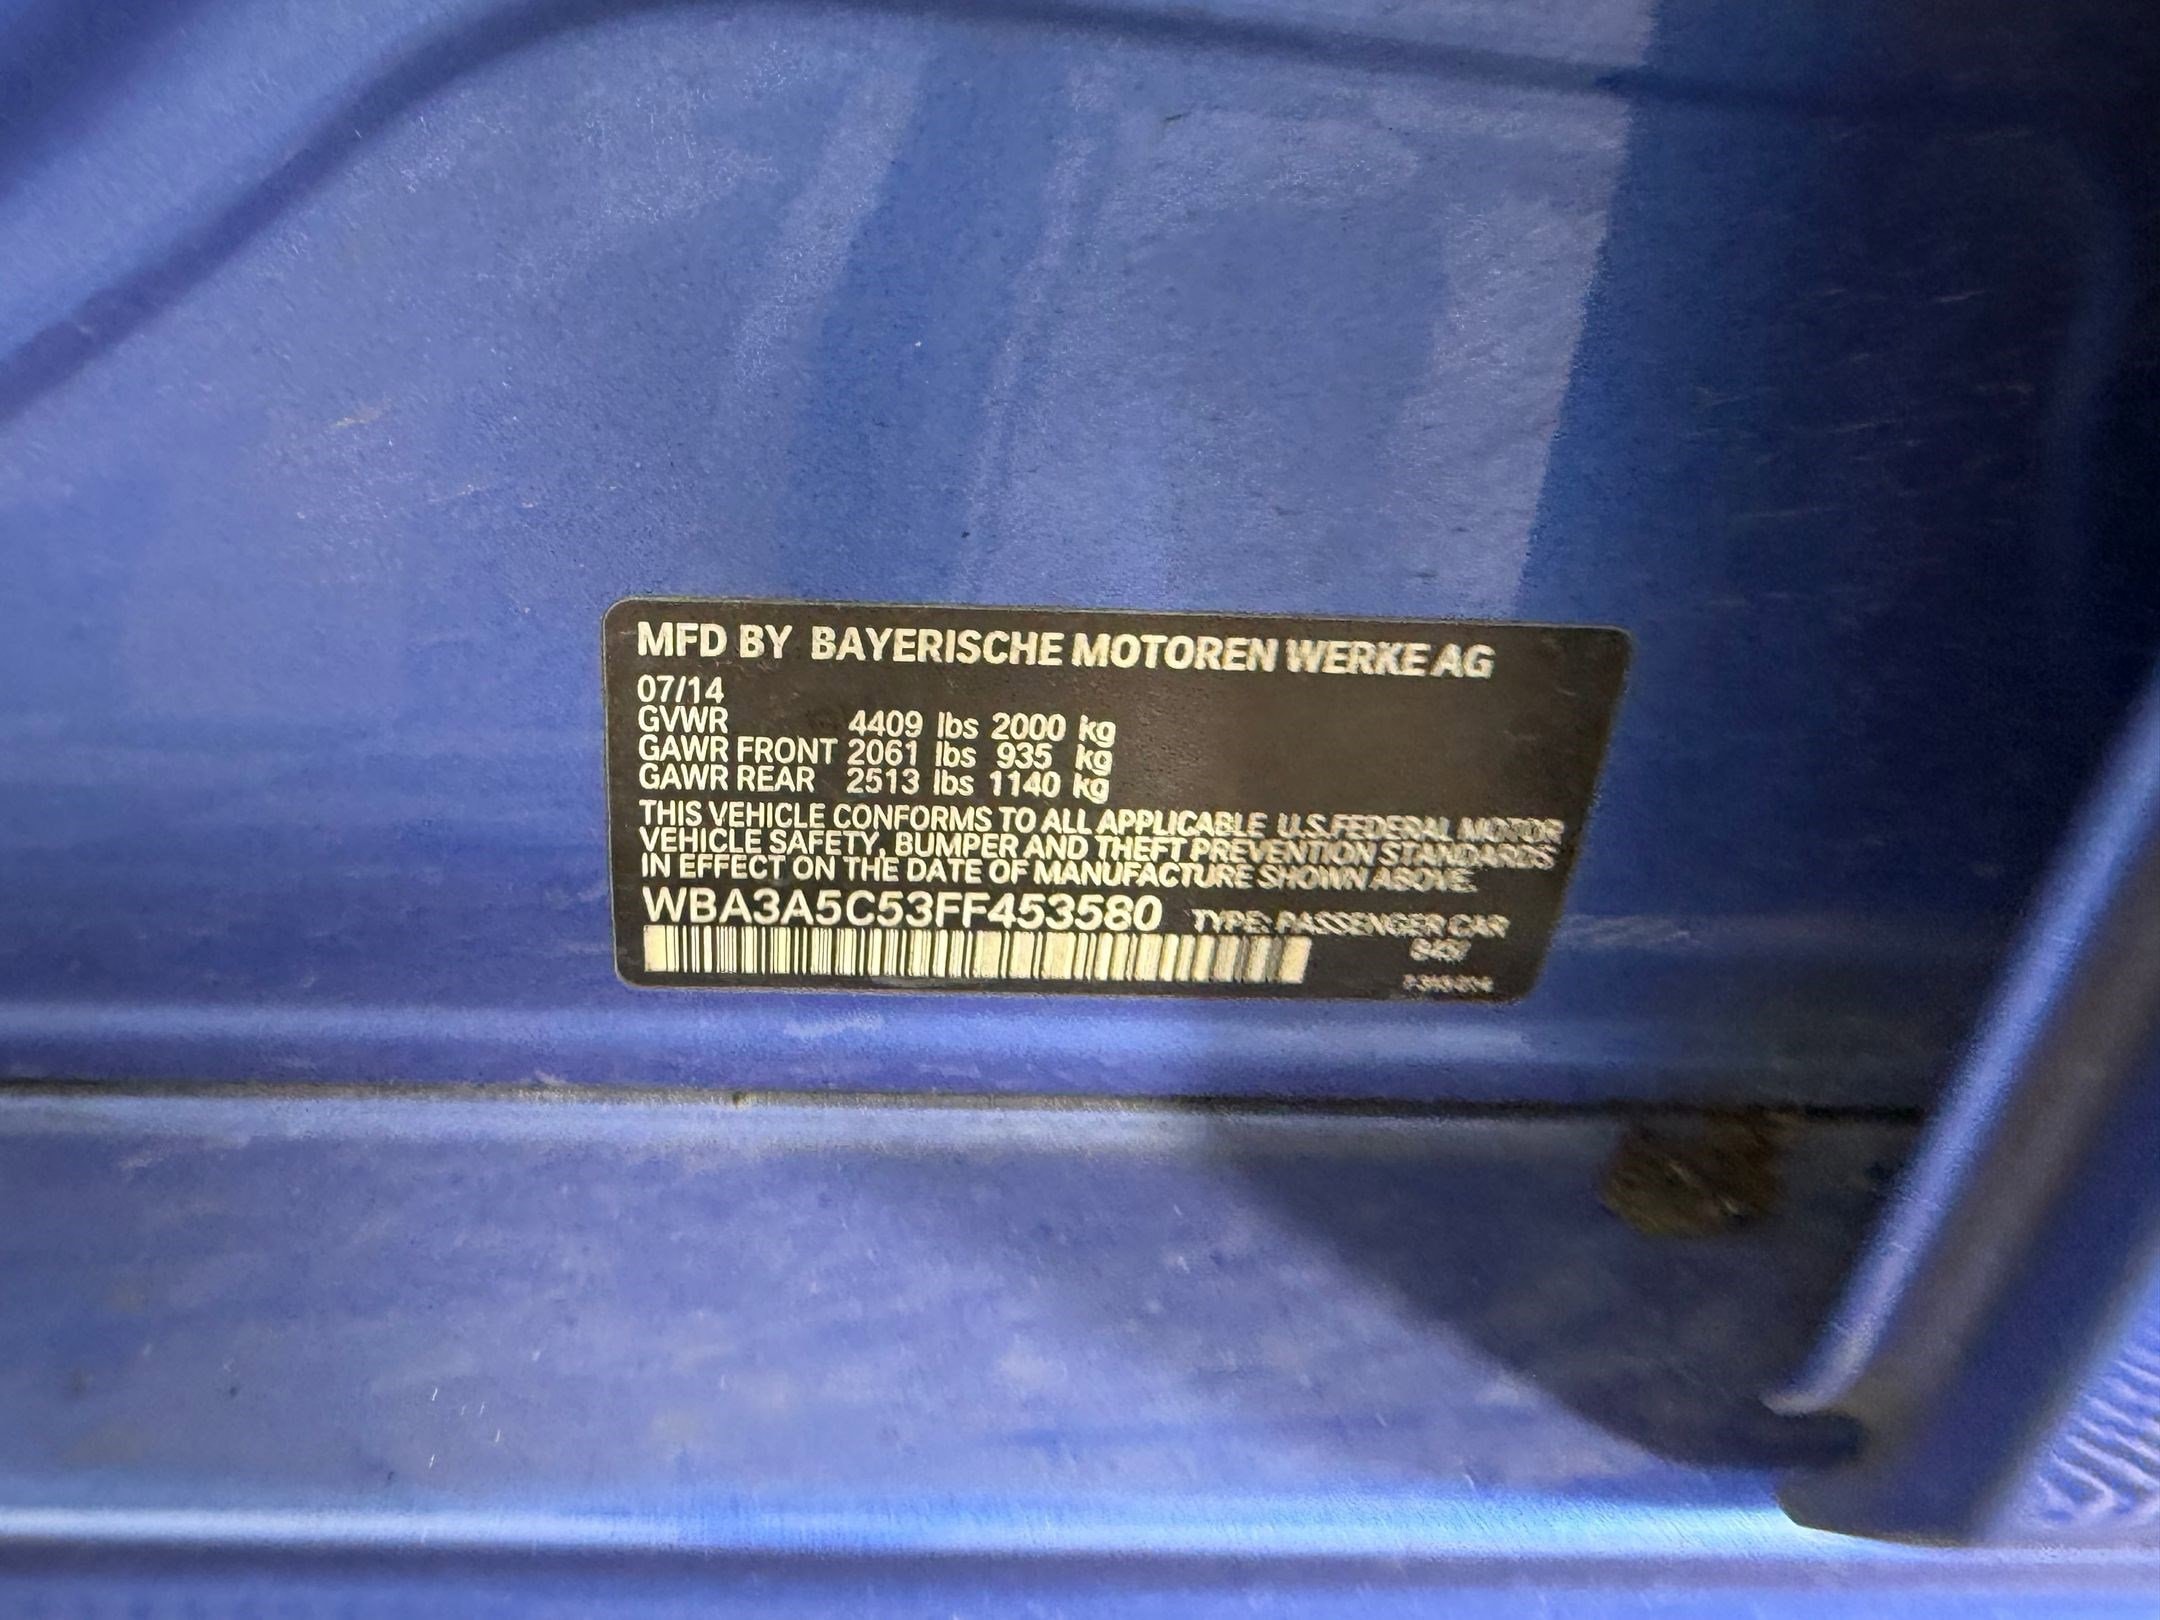 MFD BY BAYERISCHE MOTOREN WERKE AG
07/14
GVWR 4409 lbs 2000 kg
GAWR FRONT 2061 lbs 935 kg
GAWR REAR 2513 lbs 1140 kg
THIS VEHICLE CONFORMS TO ALL APPLICABLE U.S.FEDERAL MOTOR
VEHICLE SAFETY, BUMPER AND THEFT PREVENTION STANDARDS
IN EFFECT ON THE DATE OF MANUFACTURE SHOWN ABOVE.
WBA3A5C53FF453580 TYPE: PASSENGER CAR